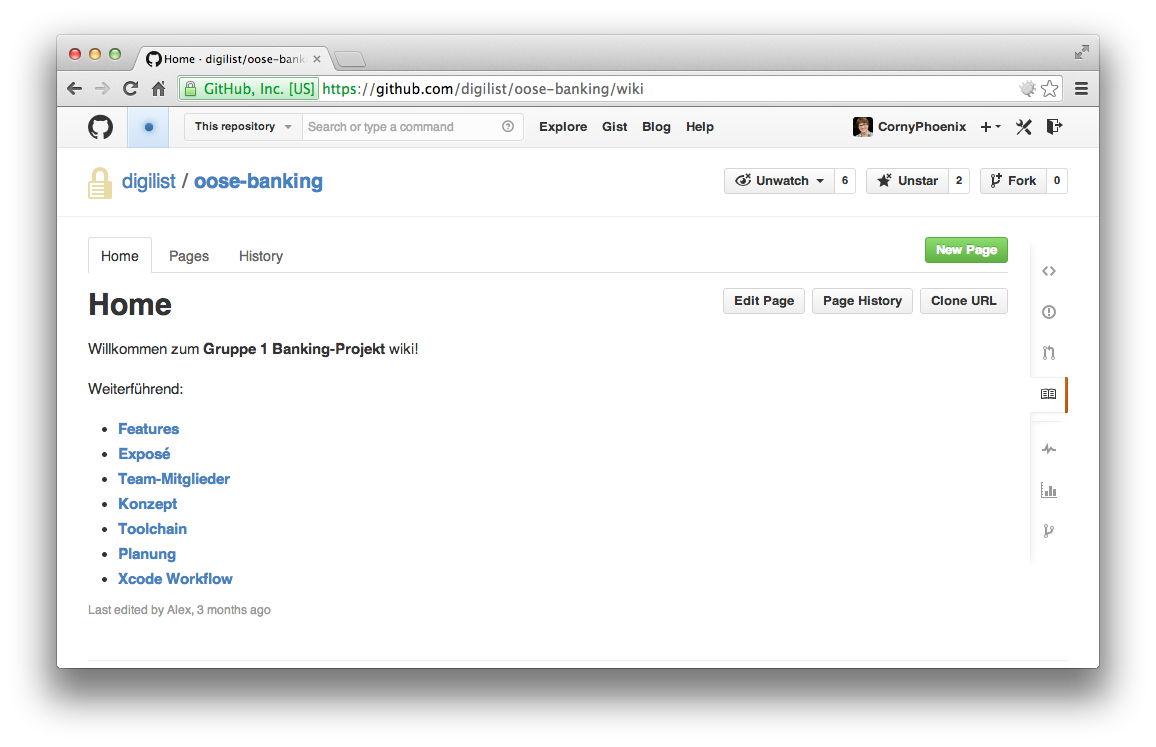 Home · digilist/oose-bank
GitHub, Inc. [US] https://github.com/digilist/oose-banking/wiki
This repository Search or type a command Explore Gist Blog Help CornyPhoenix
digilist / oose-banking Unwatch 6 Unstar 2 Fork 0
Home Pages History New Page
Home Edit Page Page History Clone URL
Willkommen zum Gruppe 1 Banking-Projekt wiki!
Weiterführend:
Features
Exposé
Team-Mitglieder
Konzept
Toolchain
Planung
Xcode Workflow
Last edited by Alex, 3 months ago